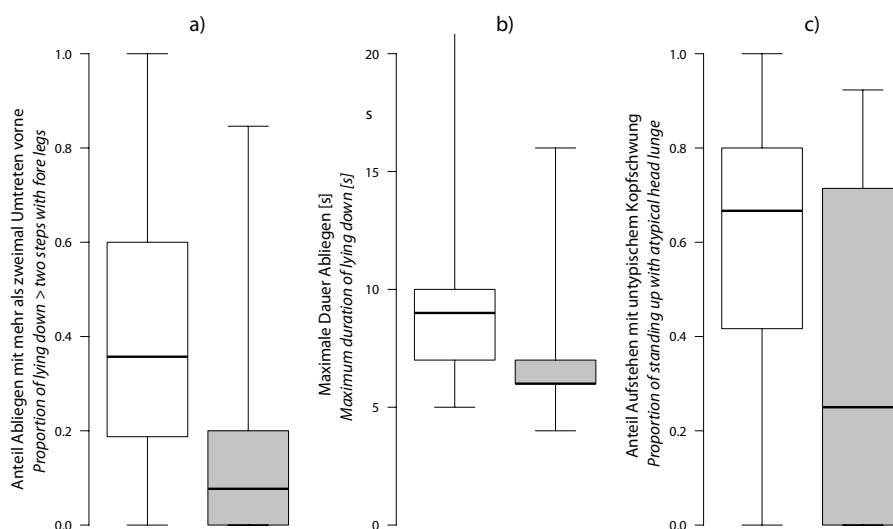 a)
Anteil Abliegen mit mehr als zweimal Umtreten vorne
Proportion of lying down > two steps with fore legs
1.0
0.8
0.6
0.4
0.2
0.0
b)
Maximale Dauer Abliegen [s]
Maximum duration of lying down [s]
20
s
15
10
5
0
s
c)
Anteil Aufstehen mit untypischem Kopfschwung
Proportion of standing up with atypical head lunge
1.0
0.8
0.6
0.4
0.2
0.0